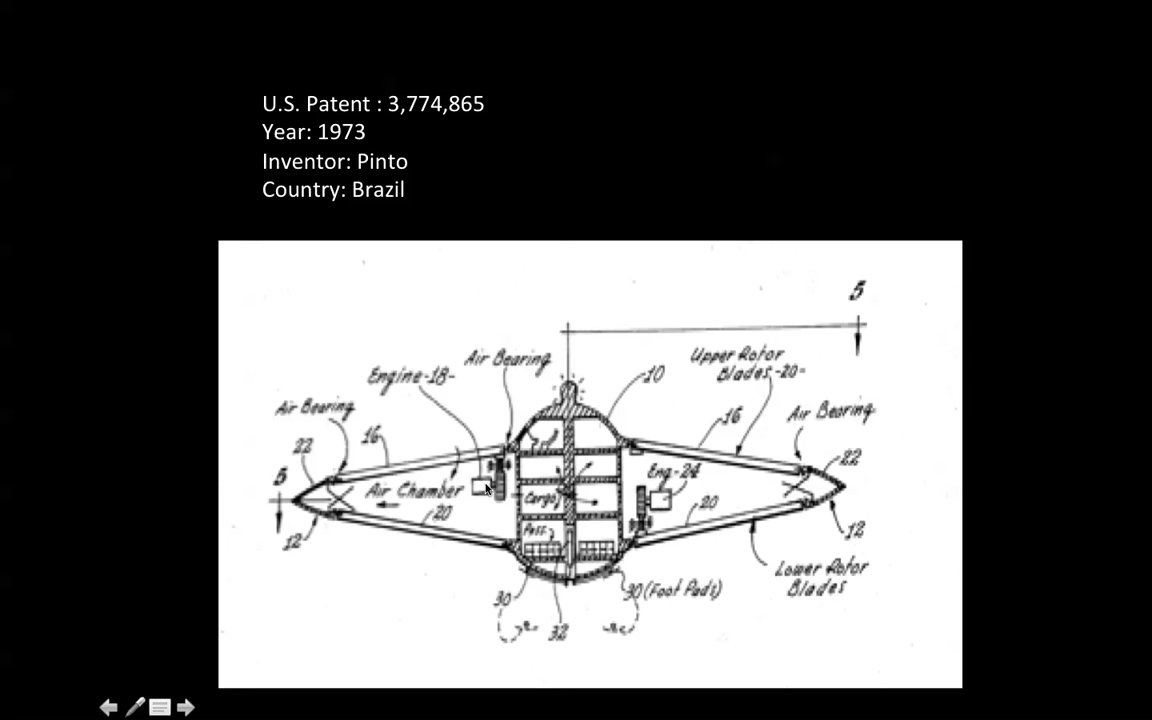 U.S. Patent : 3,774,865
Year: 1973
Inventor: Pinto
Country: Brazil
5
Air Bearing
Upper Rotor
Blades -20-
Engine-18-
10
Air Bearing
16
16
Air Bearing
22
22
5
Eng-24
Air Chamber
Cargo
20
20
Pass.
12
12
Lower Rotor
Blades
30
30 (Foot Pads)
32